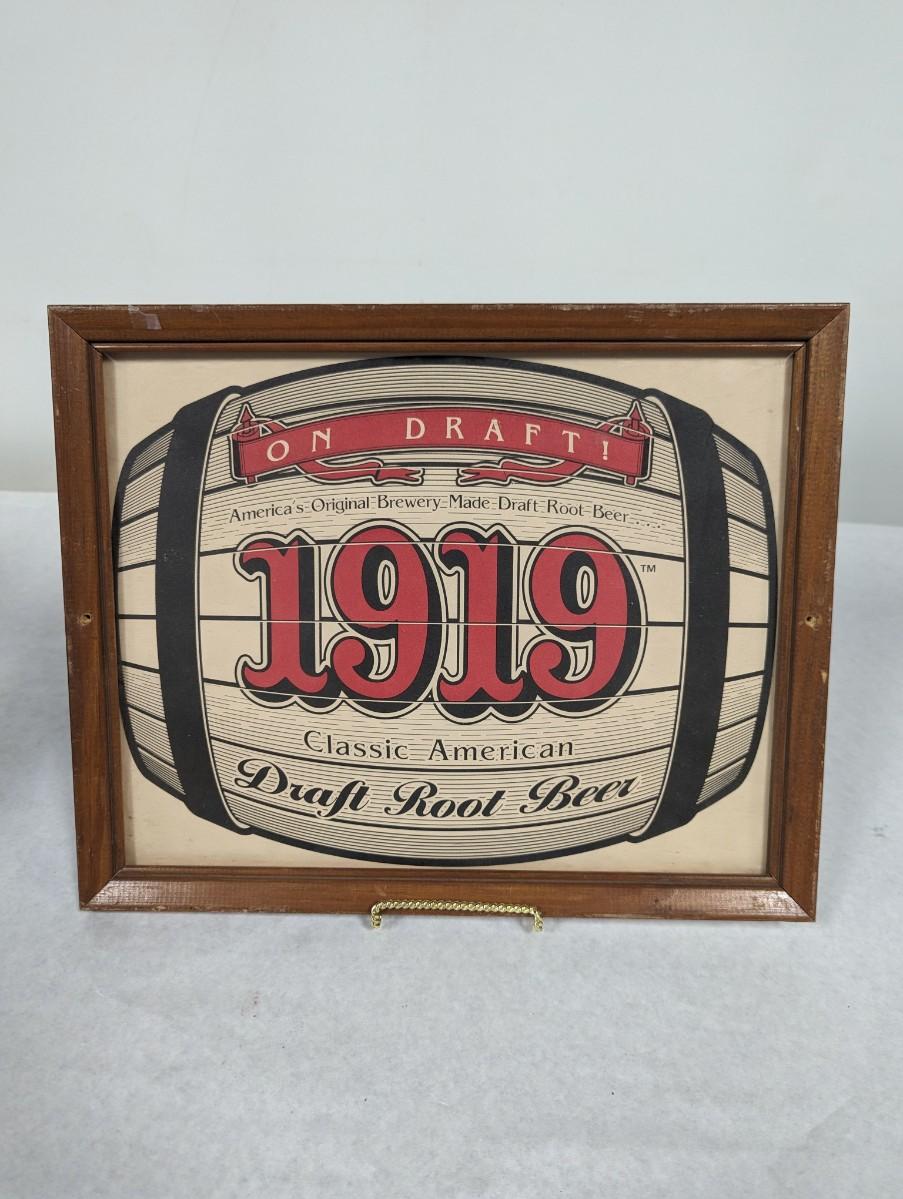 ON DRAFT!
America's Original Brewery Made Draft Root Beer.....
1919™
Classic American
Draft Root Beer